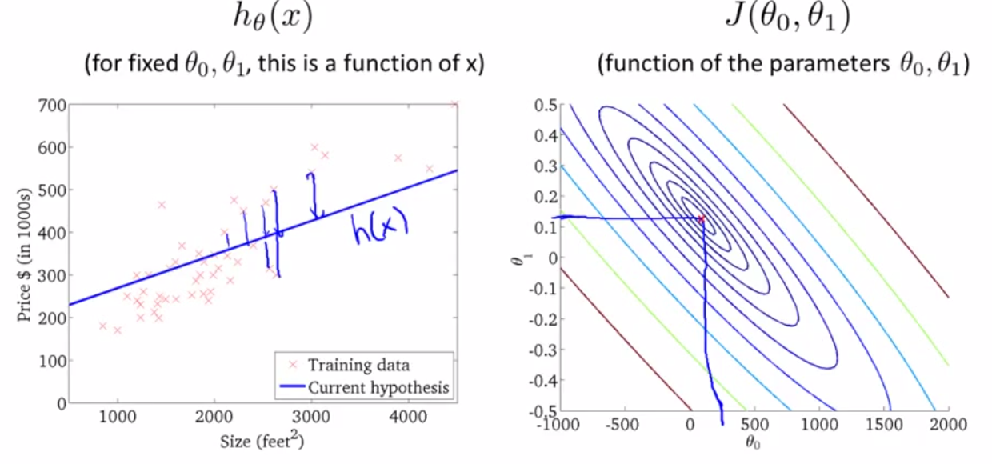 h_θ(x)
(for fixed θ₀, θ₁, this is a function of x)
700
600
500
400
300
200
100
0
1000
2000
3000
4000
Price $ (in 1000s)
Size (feet²)
h(x)
Training data
Current hypothesis
J(θ₀, θ₁)
(function of the parameters θ₀, θ₁)
0.5
0.4
0.3
0.2
0.1
0
-0.1
-0.2
-0.3
-0.4
-0.5
-1000
-500
0
500
1000
1500
2000
θ₁
θ₀